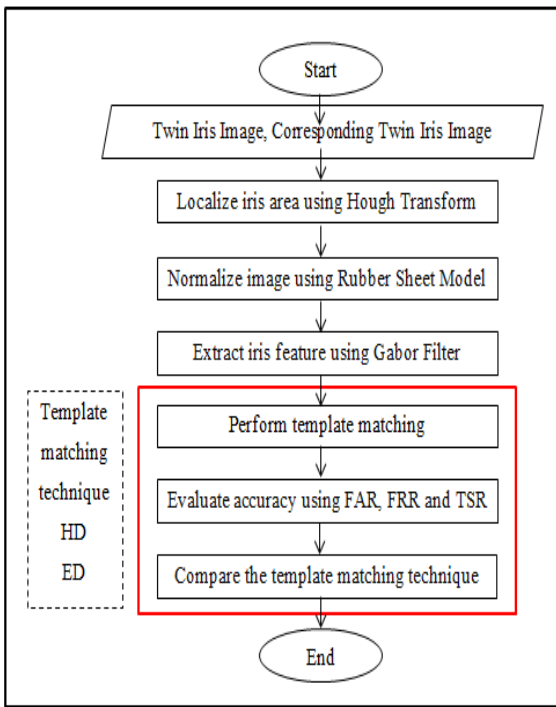 Start
Twin Iris Image, Corresponding Twin Iris Image
Localize iris area using Hough Transform
Normalize image using Rubber Sheet Model
Extract iris feature using Gabor Filter
Template
matching
technique
HD
ED
Perform template matching
Evaluate accuracy using FAR, FRR and TSR
Compare the template matching technique
End